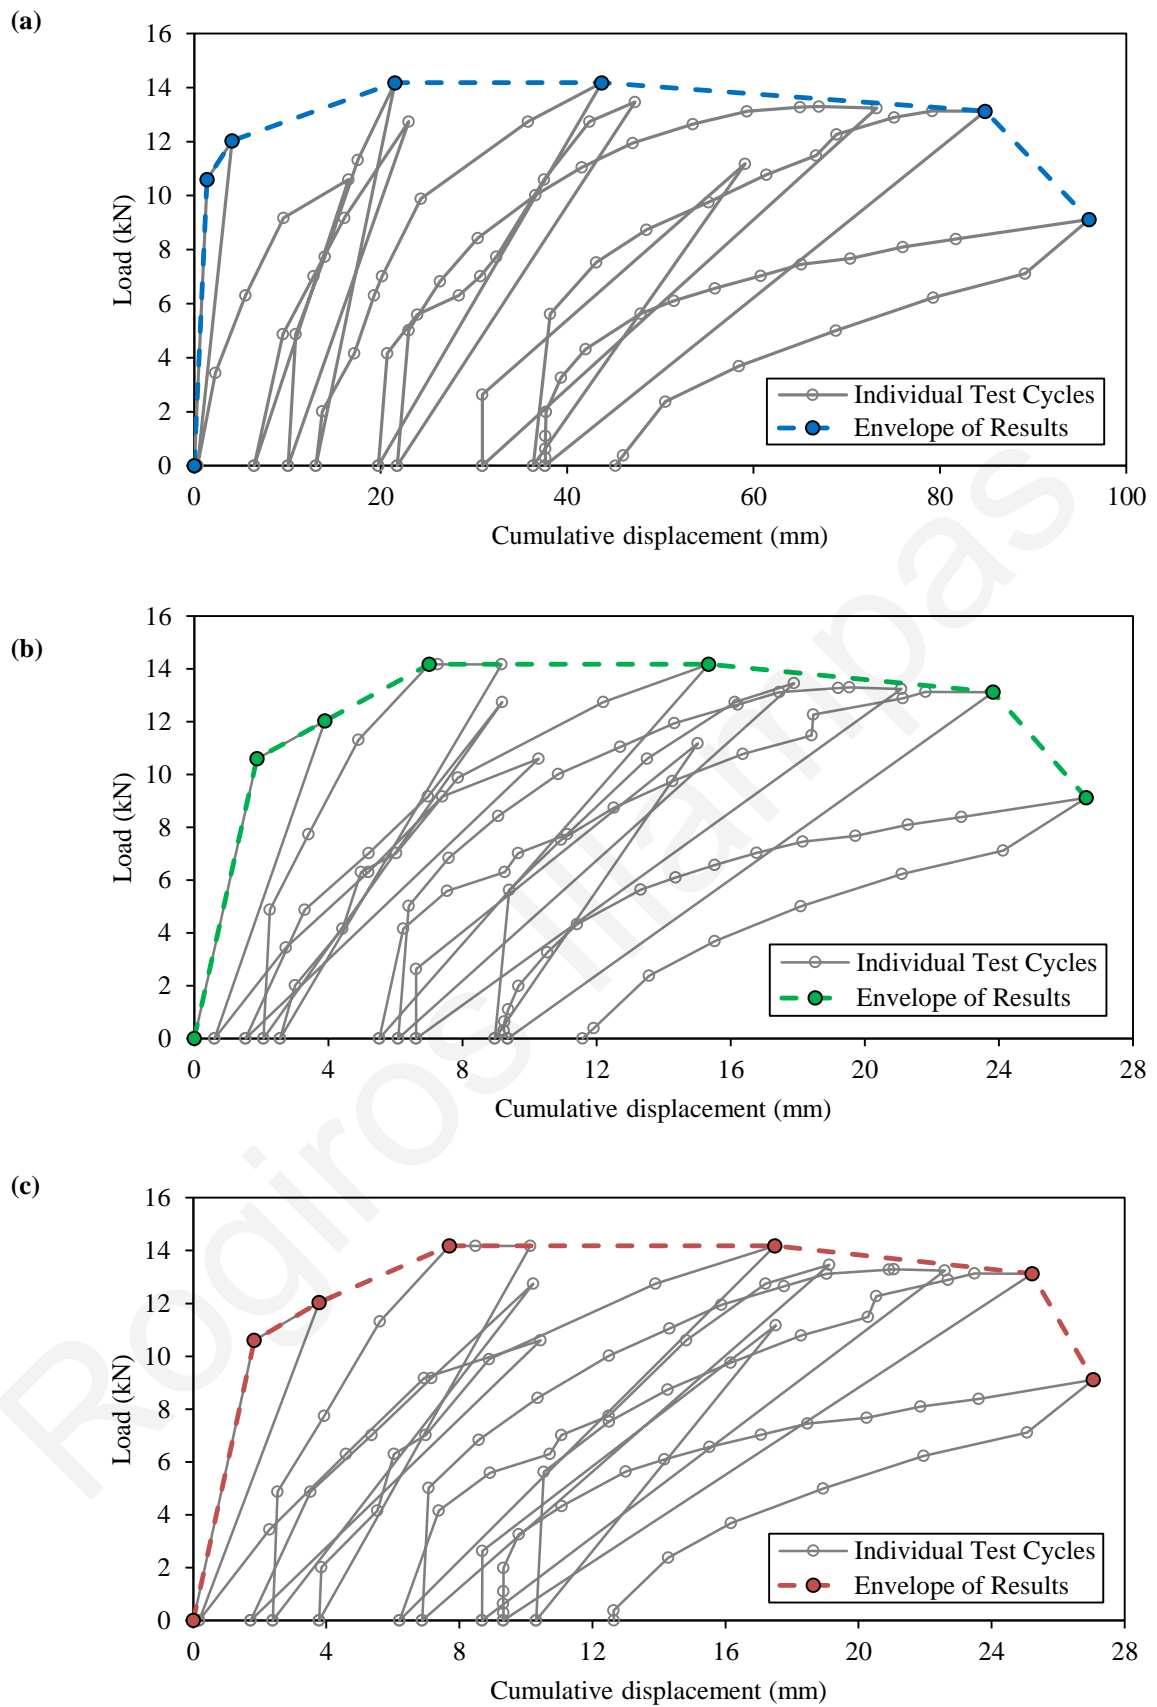 (a)
16
14
12
10
8
6
4
2
0
Load (kN)
0 20 40 60 80 100
Cumulative displacement (mm)
Individual Test Cycles
Envelope of Results
(b)
16
14
12
10
8
6
4
2
0
Load (kN)
0 4 8 12 16 20 24 28
Cumulative displacement (mm)
Individual Test Cycles
Envelope of Results
(c)
16
14
12
10
8
6
4
2
0
Load (kN)
0 4 8 12 16 20 24 28
Cumulative displacement (mm)
Individual Test Cycles
Envelope of Results
Rogiros Illampas